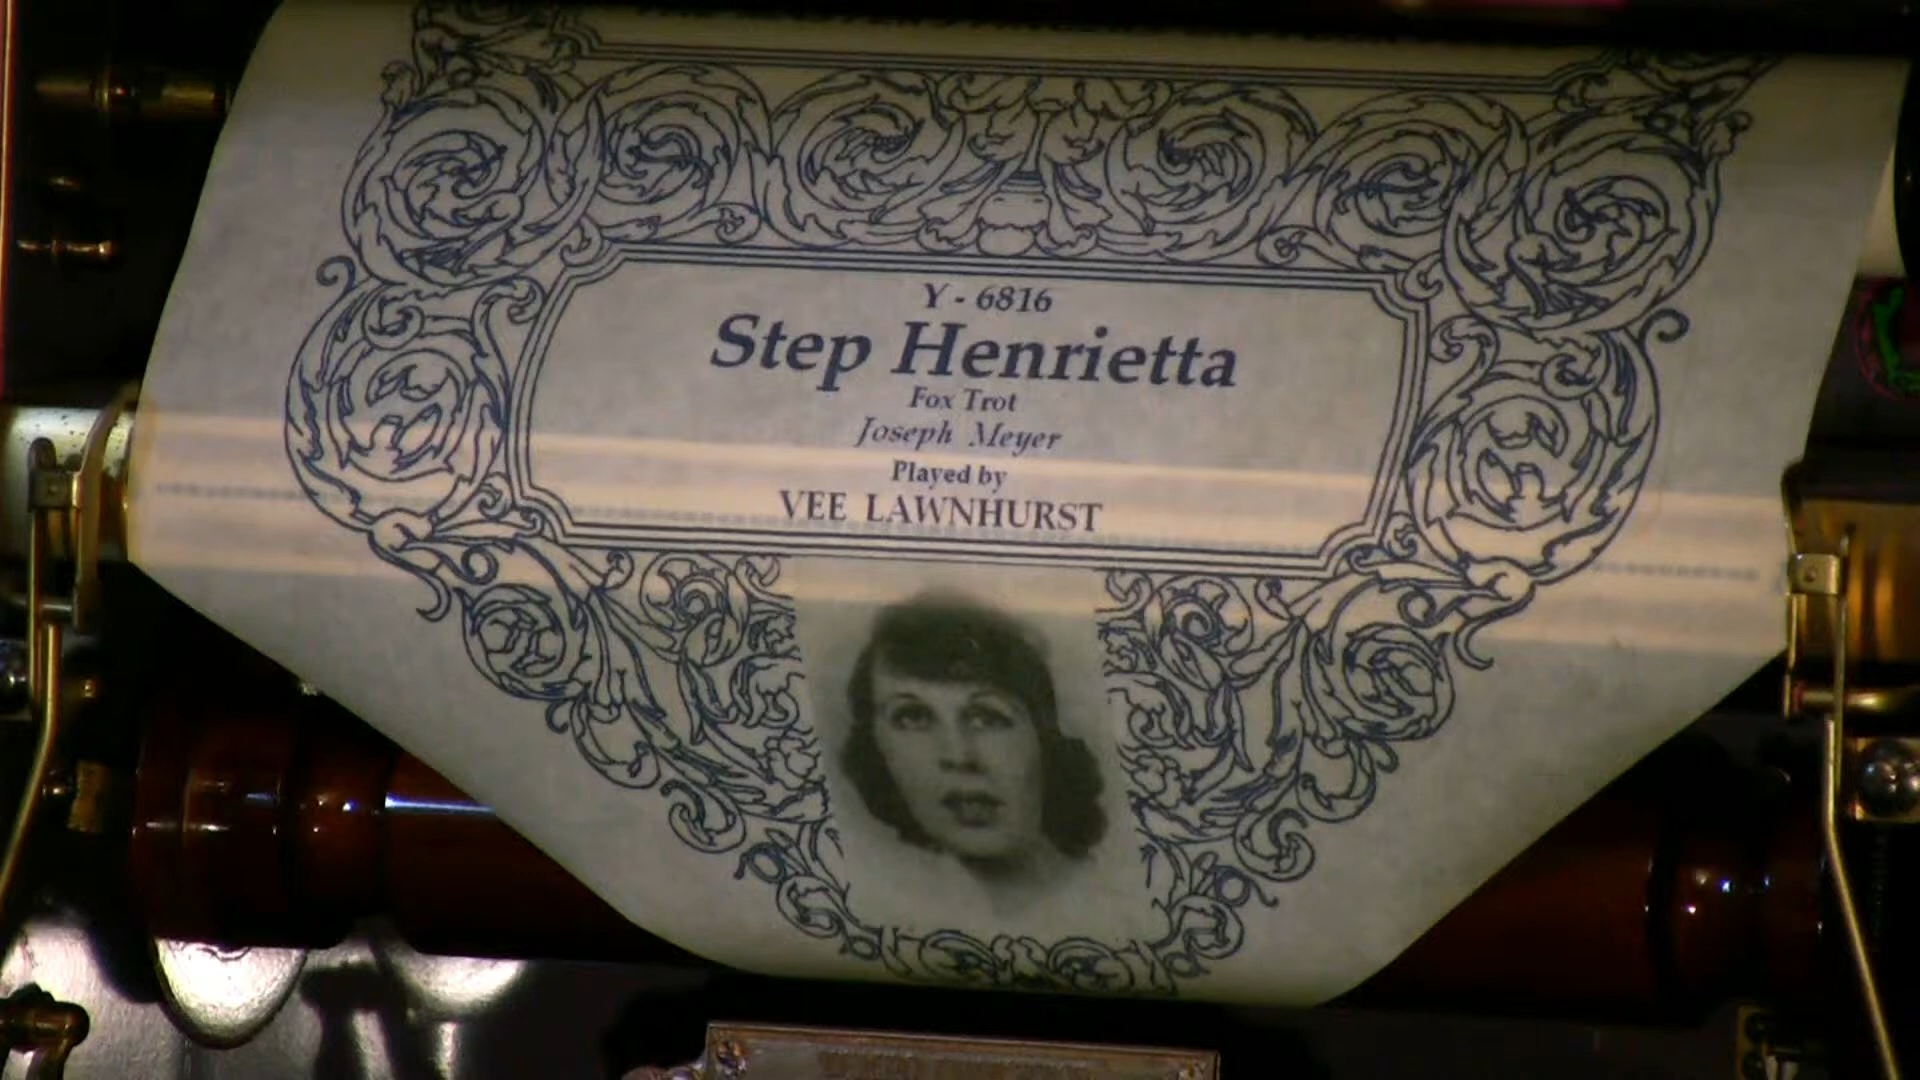 Y - 6816
Step Henrietta
Fox Trot
Joseph Meyer
Played by
VEE LAWNHURST